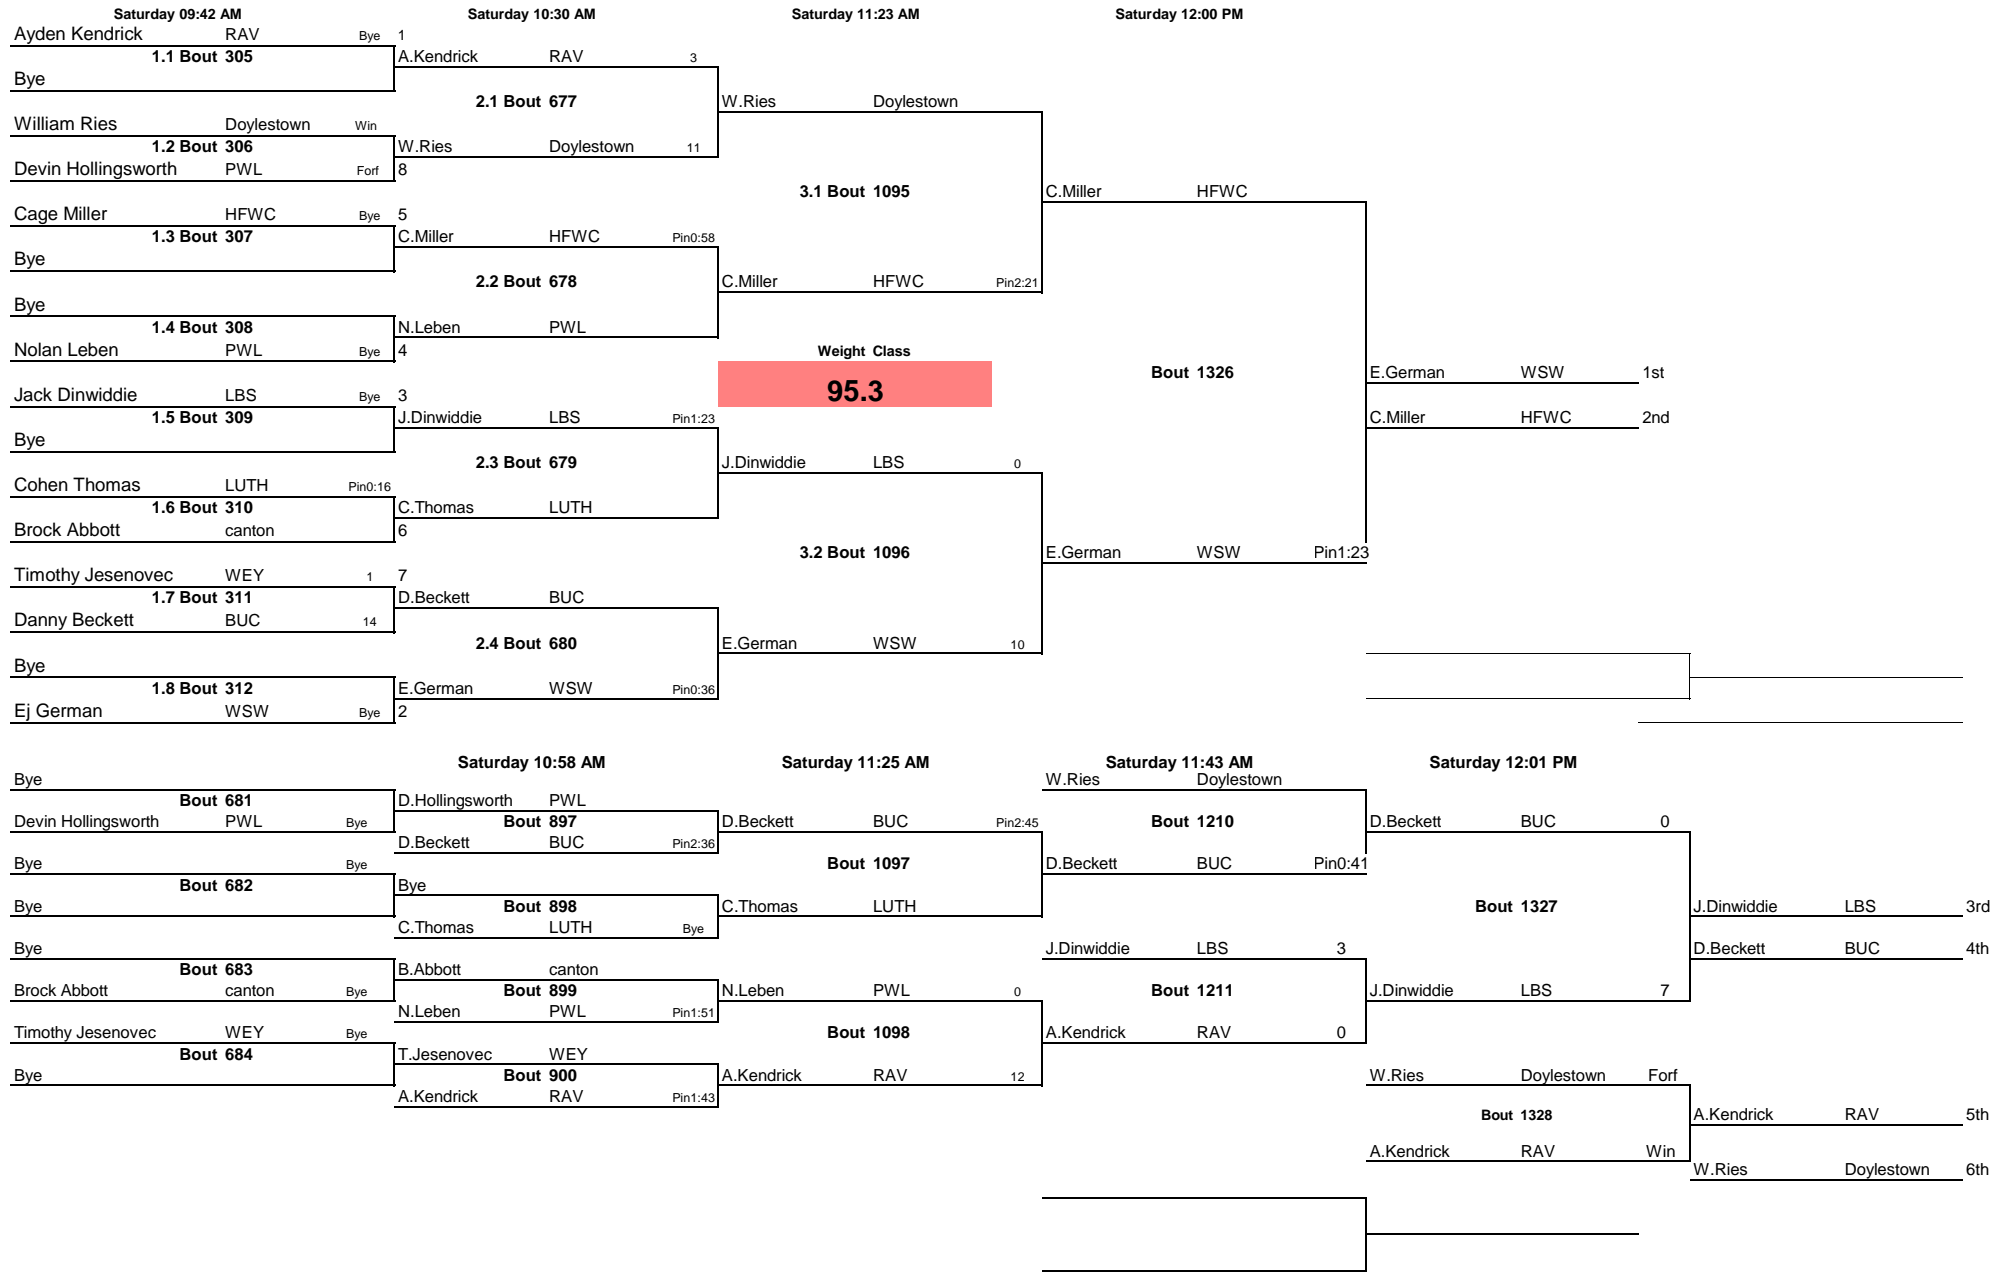 Saturday 09:42 AM Saturday 10:30 AM Saturday 11:23 AM Saturday 12:00 PM
Ayden Kendrick RAV Bye 1
1.1 Bout 305 A.Kendrick RAV 3
Bye
2.1 Bout 677 W.Ries Doylestown
William Ries Doylestown Win
1.2 Bout 306 W.Ries Doylestown 11
Devin Hollingsworth PWL Forf 8
3.1 Bout 1095 C.Miller HFWC
Cage Miller HFWC Bye 5
1.3 Bout 307 C.Miller HFWC Pin0:58
Bye
2.2 Bout 678 C.Miller HFWC Pin2:21
Bye
1.4 Bout 308 N.Leben PWL
Nolan Leben PWL Bye 4 Weight Class
Bout 1326 E.German WSW 1st
Jack Dinwiddie LBS Bye 3 95.3
1.5 Bout 309 J.Dinwiddie LBS Pin1:23 C.Miller HFWC 2nd
Bye
2.3 Bout 679 J.Dinwiddie LBS 0
Cohen Thomas LUTH Pin0:16
1.6 Bout 310 C.Thomas LUTH
Brock Abbott canton 6
3.2 Bout 1096 E.German WSW Pin1:23
Timothy Jesenovec WEY 1 7
1.7 Bout 311 D.Beckett BUC
Danny Beckett BUC 14
2.4 Bout 680 E.German WSW 10
Bye
1.8 Bout 312 E.German WSW Pin0:36
Ej German WSW Bye 2
Saturday 10:58 AM Saturday 11:25 AM Saturday 11:43 AM Saturday 12:01 PM
Bye W.Ries Doylestown
Bout 681 D.Hollingsworth PWL
Devin Hollingsworth PWL Bye Bout 897 D.Beckett BUC Pin2:45 Bout 1210 D.Beckett BUC 0
D.Beckett BUC Pin2:36
Bye Bye Bout 1097 D.Beckett BUC Pin0:41
Bout 682 Bye
Bye Bout 898 C.Thomas LUTH Bout 1327 J.Dinwiddie LBS 3rd
C.Thomas LUTH Bye
Bye J.Dinwiddie LBS 3 D.Beckett BUC 4th
Bout 683 B.Abbott canton
Brock Abbott canton Bye Bout 899 N.Leben PWL 0 Bout 1211 J.Dinwiddie LBS 7
N.Leben PWL Pin1:51
Timothy Jesenovec WEY Bye Bout 1098 A.Kendrick RAV 0
Bout 684 T.Jesenovec WEY
Bye Bout 900 A.Kendrick RAV 12 W.Ries Doylestown Forf
A.Kendrick RAV Pin1:43
Bout 1328 A.Kendrick RAV 5th
A.Kendrick RAV Win
W.Ries Doylestown 6th